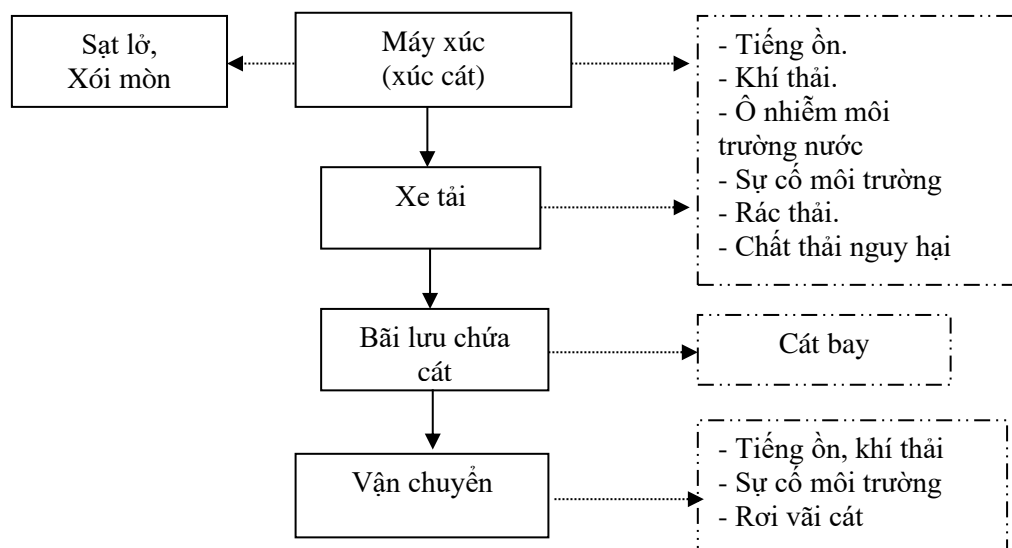 Sạt lở,
Xói mòn
Máy xúc
(xúc cát)
- Tiếng ồn.
- Khí thải.
- Ô nhiễm môi
trường nước
- Sự cố môi trường
- Rác thải.
- Chất thải nguy hại
Xe tải
Bãi lưu chứa
cát
Cát bay
Vận chuyển
- Tiếng ồn, khí thải
- Sự cố môi trường
- Rơi vãi cát